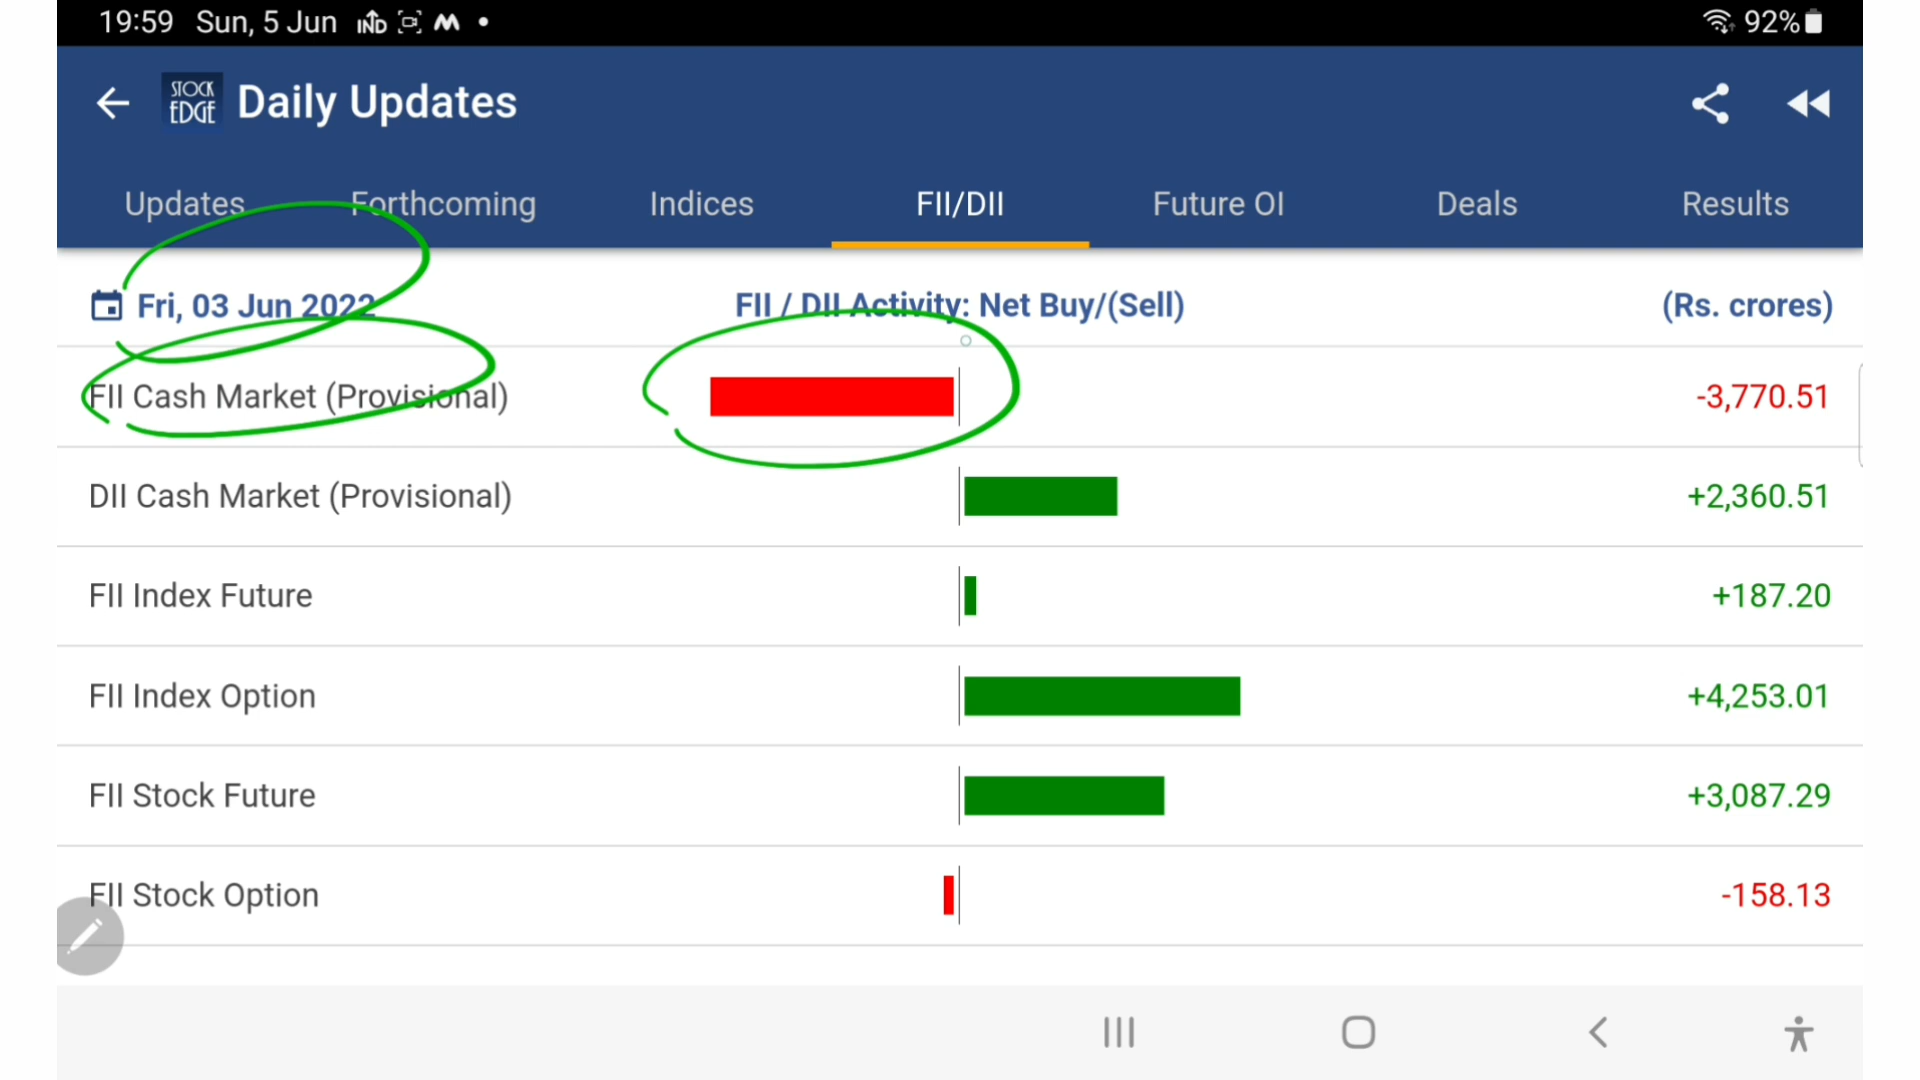 19:59 Sun, 5 Jun IND 92%
STOCK EDGE Daily Updates
Updates Forthcoming Indices FII/DII Future OI Deals Results
Fri, 03 Jun 2022 FII / DII Activity: Net Buy/(Sell) (Rs. crores)
FII Cash Market (Provisional) -3,770.51
DII Cash Market (Provisional) +2,360.51
FII Index Future +187.20
FII Index Option +4,253.01
FII Stock Future +3,087.29
FII Stock Option -158.13